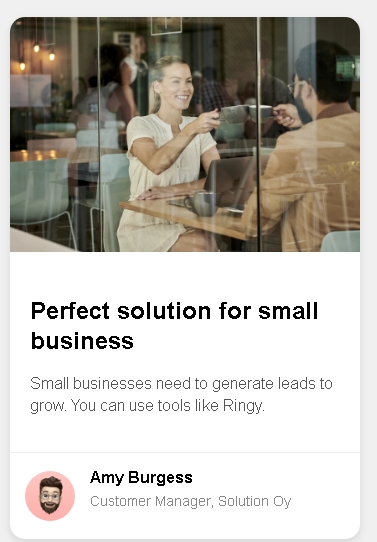 Perfect solution for small
business
Small businesses need to generate leads to
grow. You can use tools like Ringy.
Amy Burgess
Customer Manager, Solution Oy